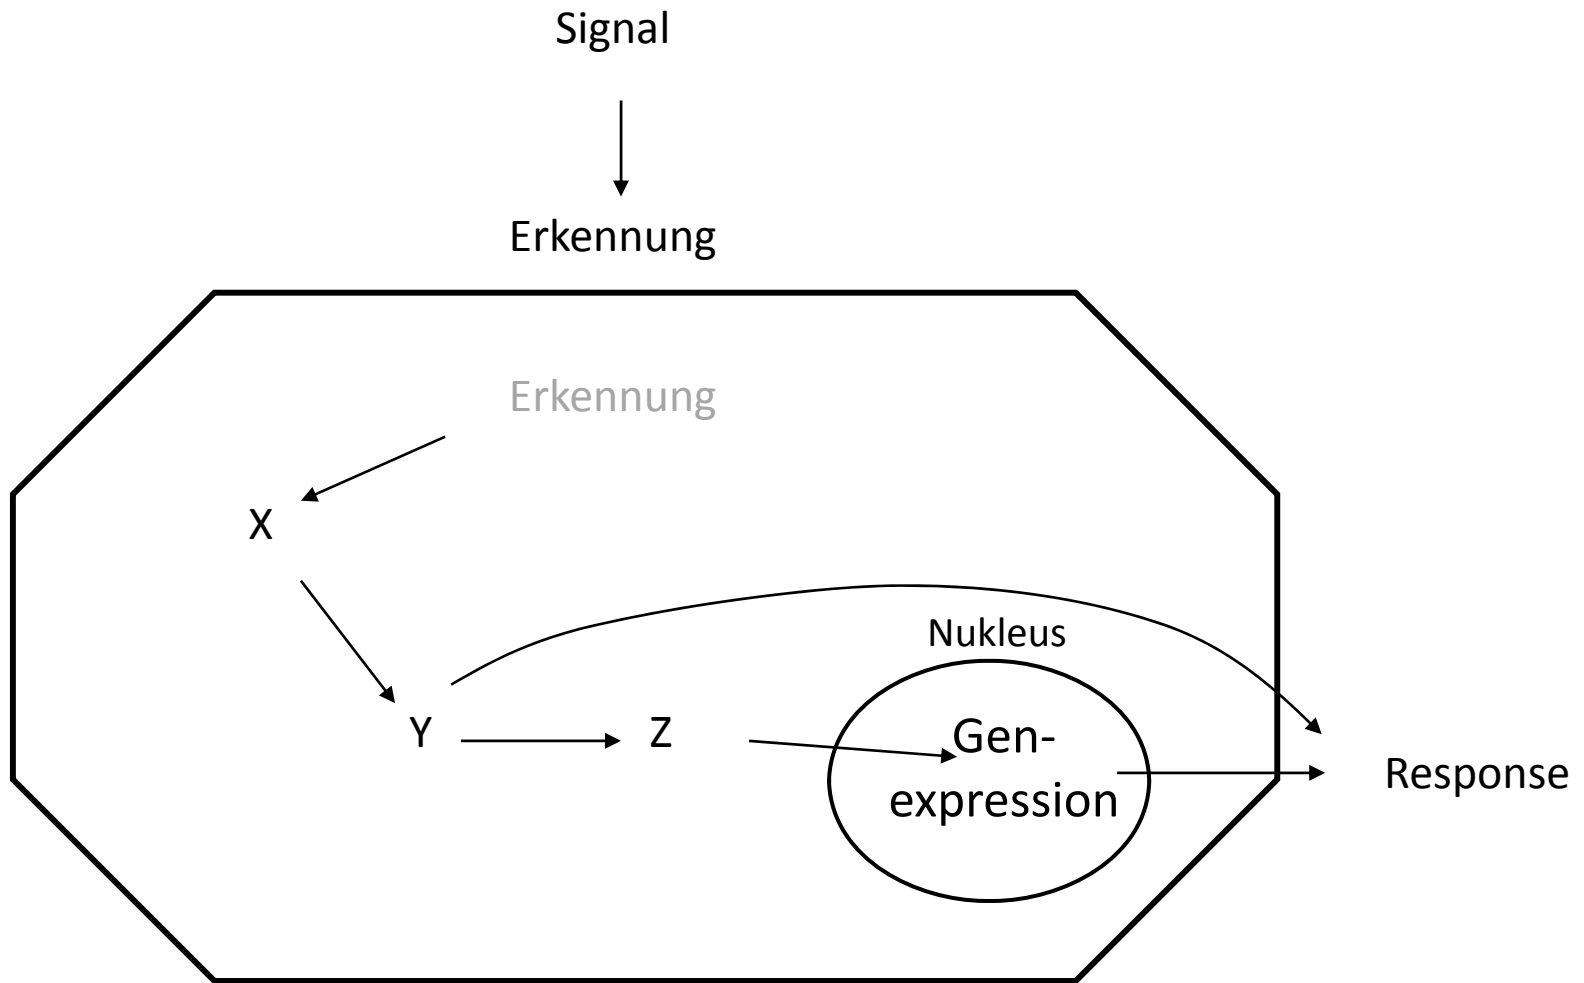 Signal
Erkennung
Erkennung
X
Nukleus
Y
Z
Gen-
expression
Response